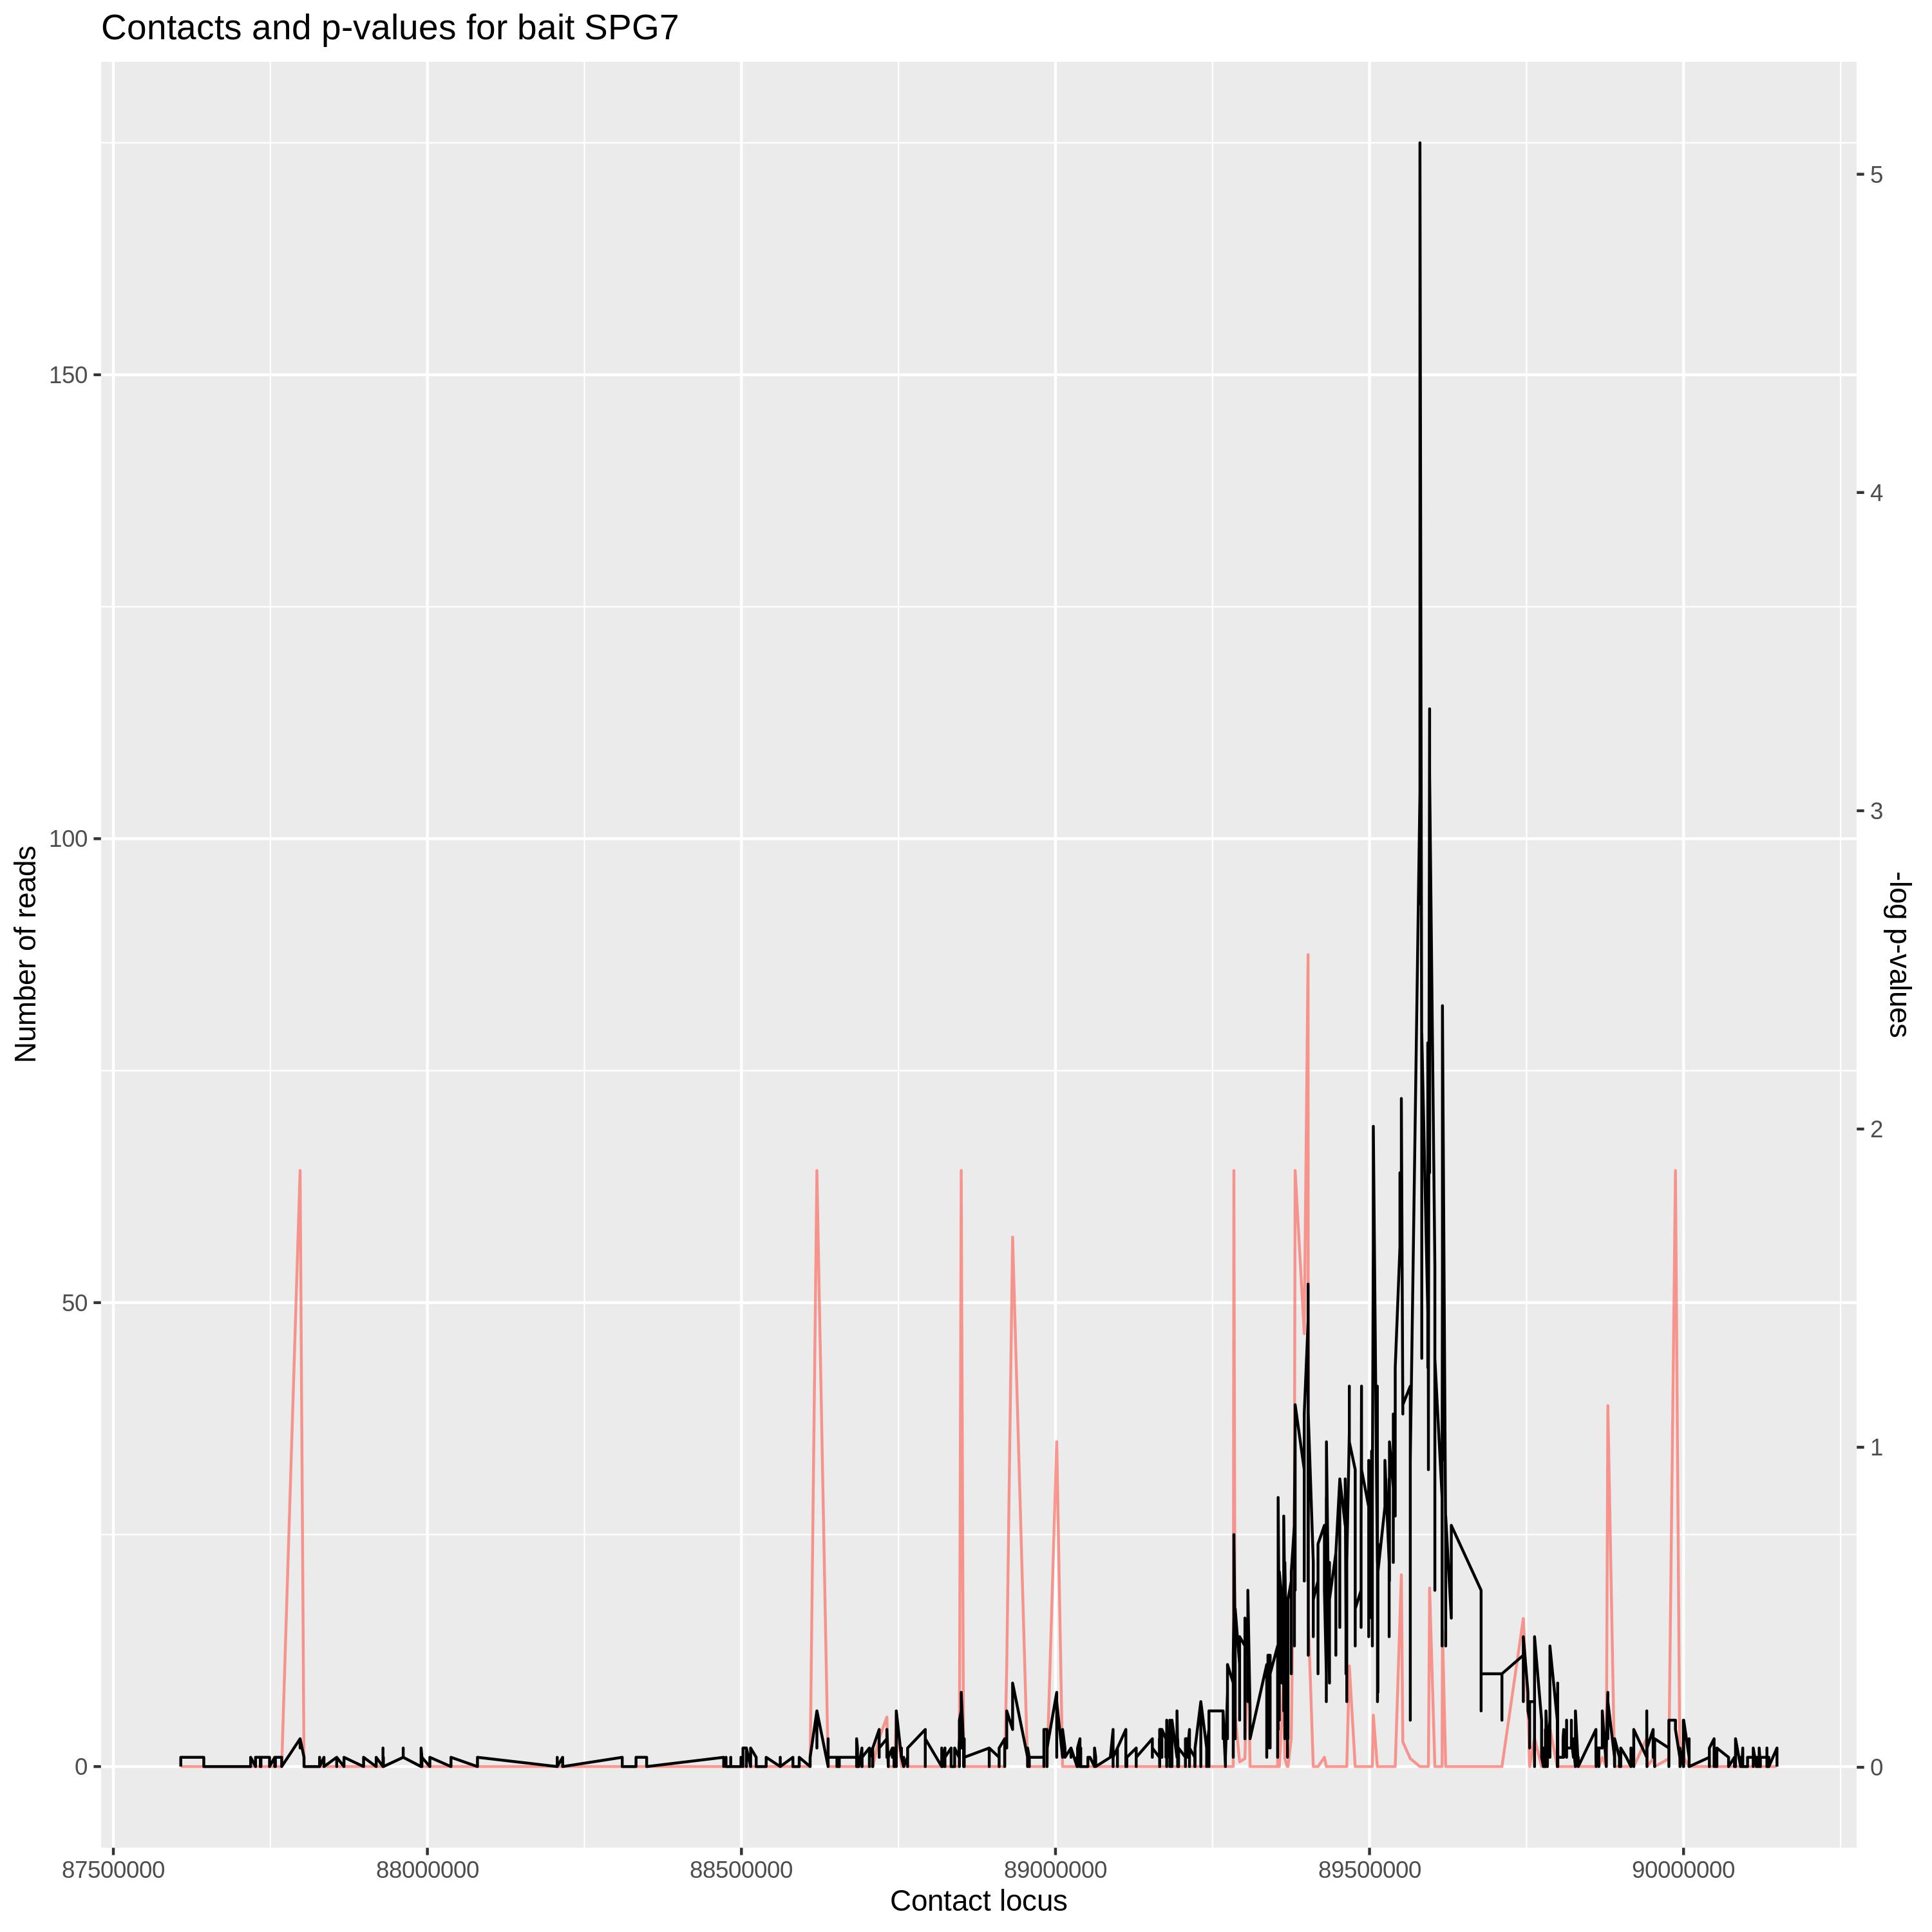 Contacts and p-values for bait SPG7
Number of reads
150
100
50
0
5
4
3
2
1
0
-log p-values
87500000 88000000 88500000 89000000 89500000 90000000
Contact locus